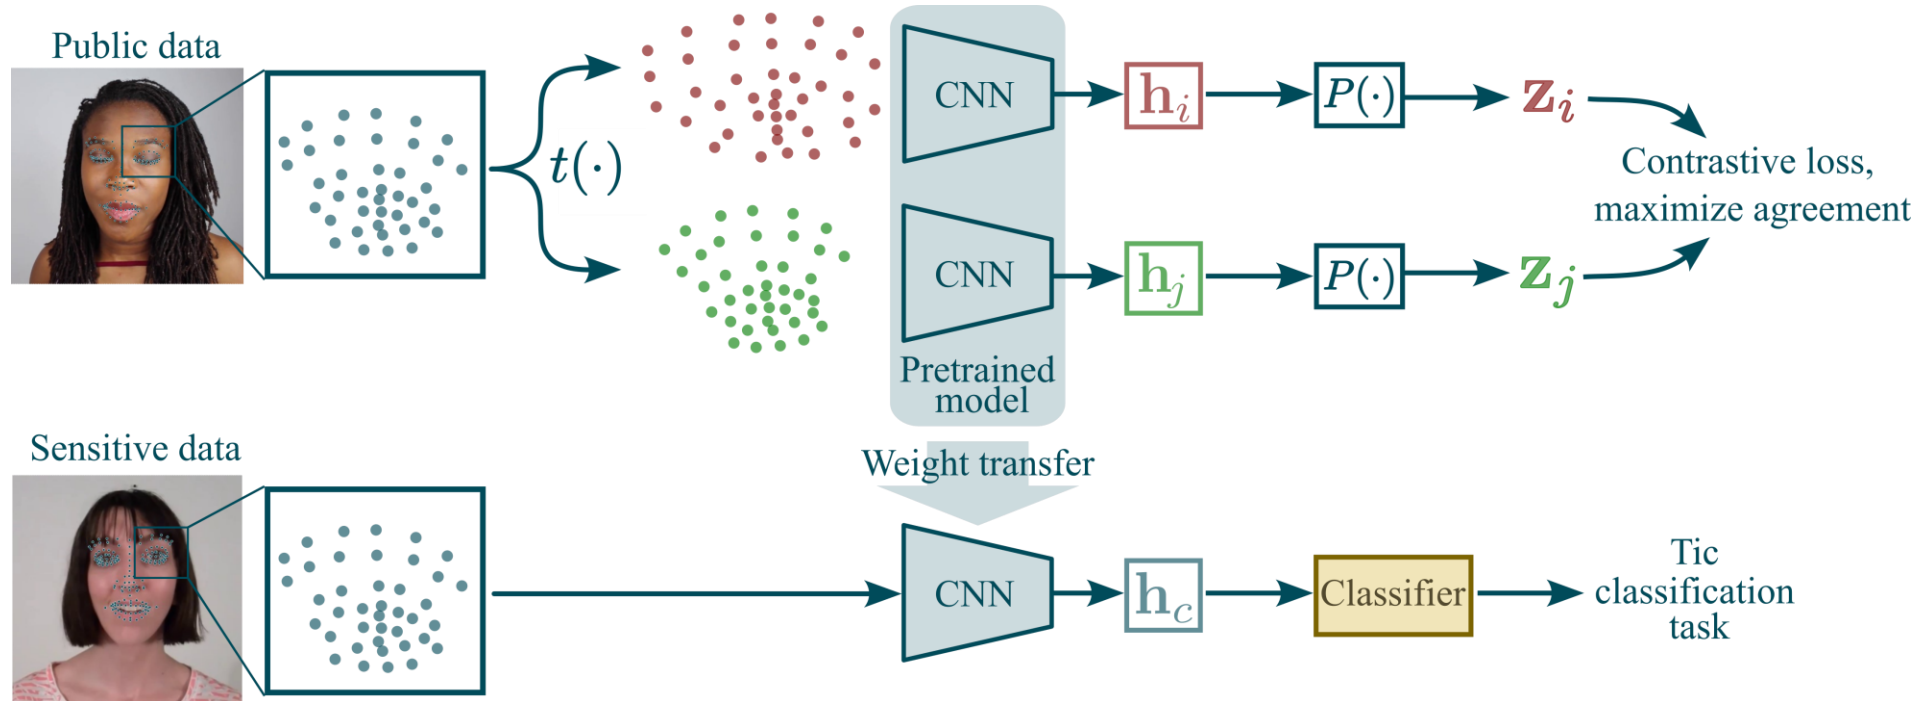 Public data
t(·)
CNN
h_i
P(·)
z_i
Contrastive loss,
maximize agreement
CNN
h_j
P(·)
z_j
Pretrained
model
Weight transfer
Sensitive data
CNN
h_c
Classifier
Tic
classification
task